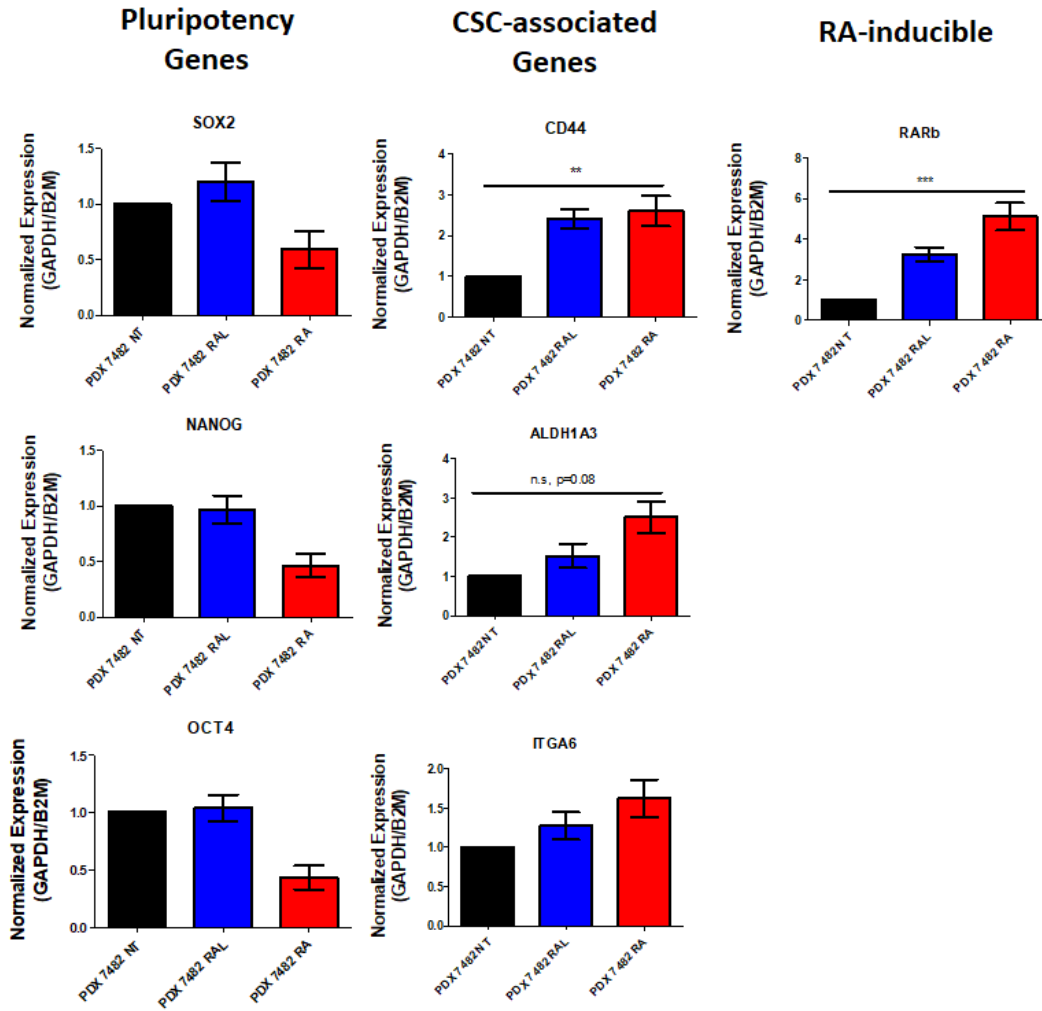 Pluripotency
Genes
CSC-associated
Genes
RA-inducible
SOX2
Normalized Expression
(GAPDH/B2M)
1.5
1.0
0.5
0.0
PDX 7482 NT
PDX 7482 RAL
PDX 7482 RA
CD44
Normalized Expression
(GAPDH/B2M)
4
3
2
1
0
**
PDX 7482 NT
PDX 7482 RAL
PDX 7482 RA
RARb
Normalized Expression
(GAPDH/B2M)
8
6
4
2
0
***
PDX 7482 NT
PDX 7482 RAL
PDX 7482 RA
NANOG
Normalized Expression
(GAPDH/B2M)
1.5
1.0
0.5
0.0
PDX 7482 NT
PDX 7482 RAL
PDX 7482 RA
ALDH1A3
Normalized Expression
(GAPDH/B2M)
4
3
2
1
0
n.s, p=0.08
PDX 7482 NT
PDX 7482 RAL
PDX 7482 RA
OCT4
Normalized Expression
(GAPDH/B2M)
1.5
1.0
0.5
0.0
PDX 7482 NT
PDX 7482 RAL
PDX 7482 RA
ITGA6
Normalized Expression
(GAPDH/B2M)
2.0
1.5
1.0
0.5
0.0
PDX 7482 NT
PDX 7482 RAL
PDX 7482 RA